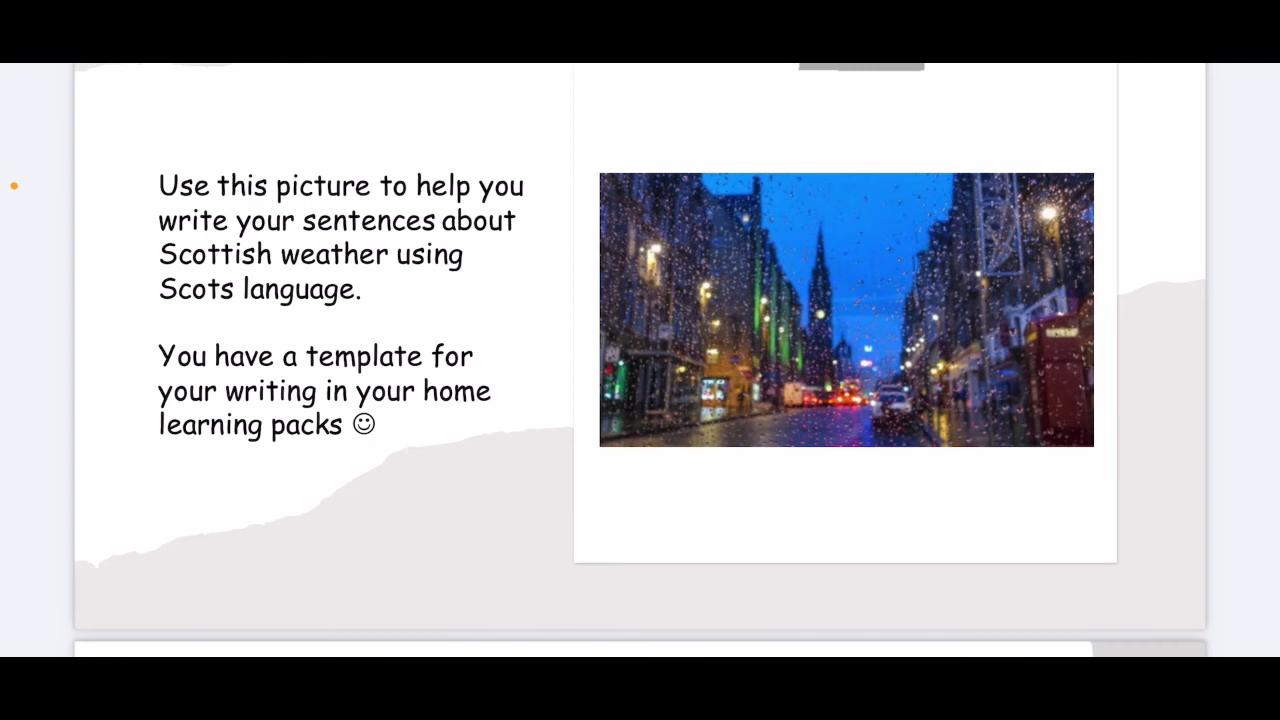 Use this picture to help you
write your sentences about
Scottish weather using
Scots language.
You have a template for
your writing in your home
learning packs ☺